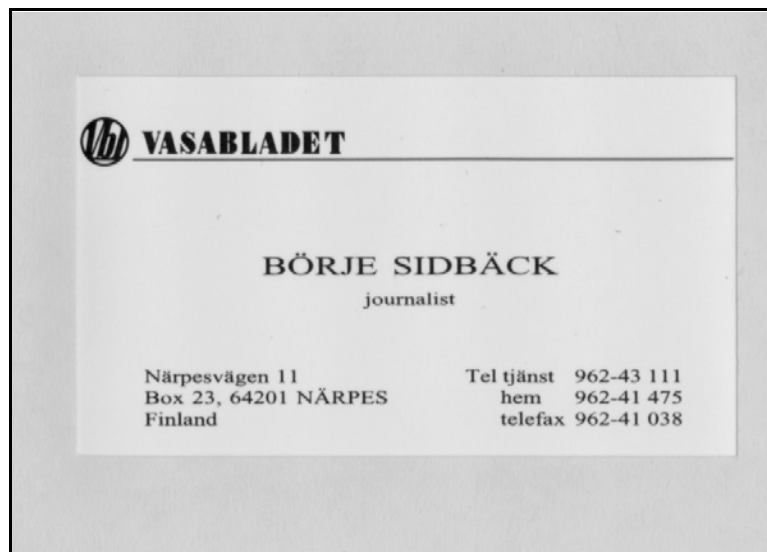 Vbl VASABLADET
BÖRJE SIDBÄCK
journalist
Närpesvägen 11
Box 23, 64201 NÄRPES
Finland
Tel tjänst 962-43 111
hem 962-41 475
telefax 962-41 038